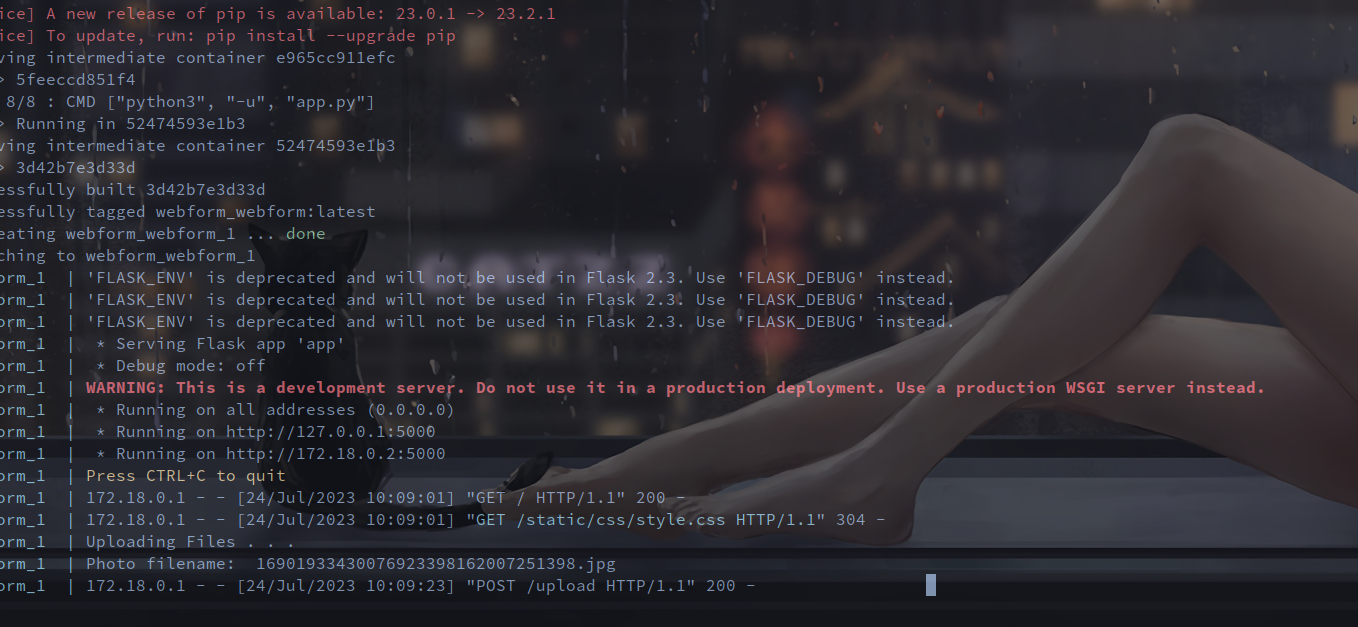 ice] A new release of pip is available: 23.0.1 -> 23.2.1
ice] To update, run: pip install --upgrade pip
ving intermediate container e965cc911efc
> 5feeccd851f4
8/8 : CMD ["python3", "-u", "app.py"]
> Running in 52474593e1b3
ving intermediate container 52474593e1b3
> 3d42b7e3d33d
essfully built 3d42b7e3d33d
essfully tagged webform_webform:latest
eating webform_webform_1 ... done
ching to webform_webform_1
orm_1 | 'FLASK_ENV' is deprecated and will not be used in Flask 2.3. Use 'FLASK_DEBUG' instead.
orm_1 | 'FLASK_ENV' is deprecated and will not be used in Flask 2.3. Use 'FLASK_DEBUG' instead.
orm_1 | 'FLASK_ENV' is deprecated and will not be used in Flask 2.3. Use 'FLASK_DEBUG' instead.
orm_1 | * Serving Flask app 'app'
orm_1 | * Debug mode: off
orm_1 | WARNING: This is a development server. Do not use it in a production deployment. Use a production WSGI server instead.
orm_1 | * Running on all addresses (0.0.0.0)
orm_1 | * Running on http://127.0.0.1:5000
orm_1 | * Running on http://172.18.0.2:5000
orm_1 | Press CTRL+C to quit
orm_1 | 172.18.0.1 - - [24/Jul/2023 10:09:01] "GET / HTTP/1.1" 200 -
orm_1 | 172.18.0.1 - - [24/Jul/2023 10:09:01] "GET /static/css/style.css HTTP/1.1" 304 -
orm_1 | Uploading Files . . .
orm_1 | Photo filename:  16901933430076923398162007251398.jpg
orm_1 | 172.18.0.1 - - [24/Jul/2023 10:09:23] "POST /upload HTTP/1.1" 200 -